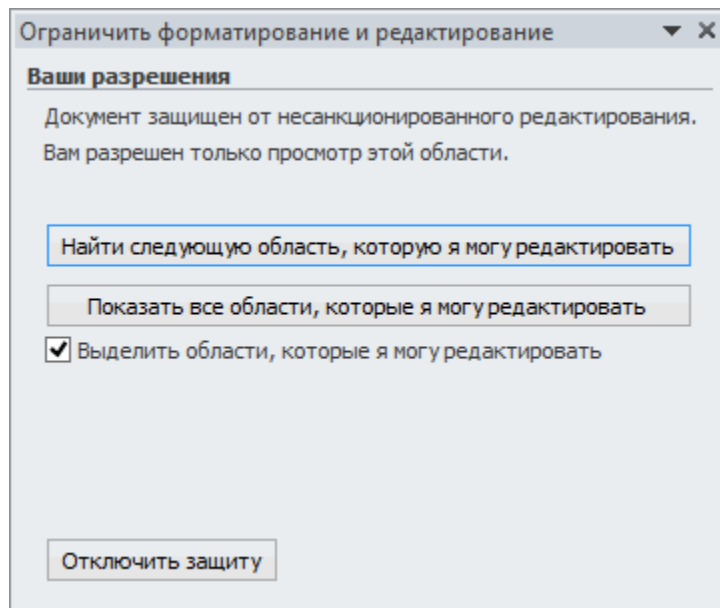 Ограничить форматирование и редактирование
Ваши разрешения
Документ защищен от несанкционированного редактирования.
Вам разрешен только просмотр этой области.
Найти следующую область, которую я могу редактировать
Показать все области, которые я могу редактировать
Выделить области, которые я могу редактировать
Отключить защиту